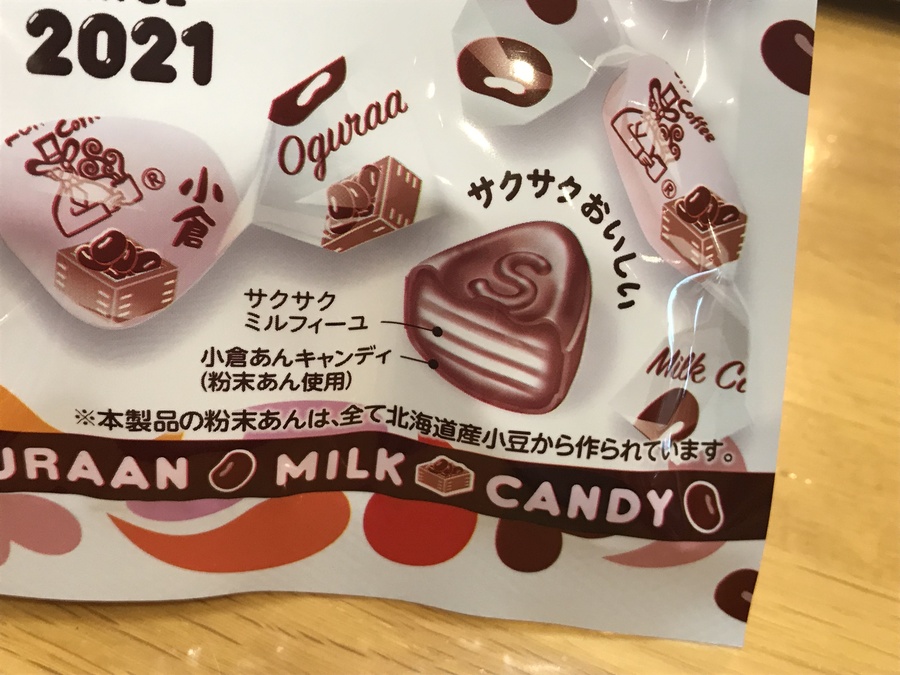 2021
Oguraa
Coffee
®
小倉
®
サクサクおいしい
サクサク
ミルフィーユ
小倉あんキャンディ
(粉末あん使用)
Milk
※本製品の粉末あんは、全て北海道産小豆から作られています。
URAAN MILK CANDY